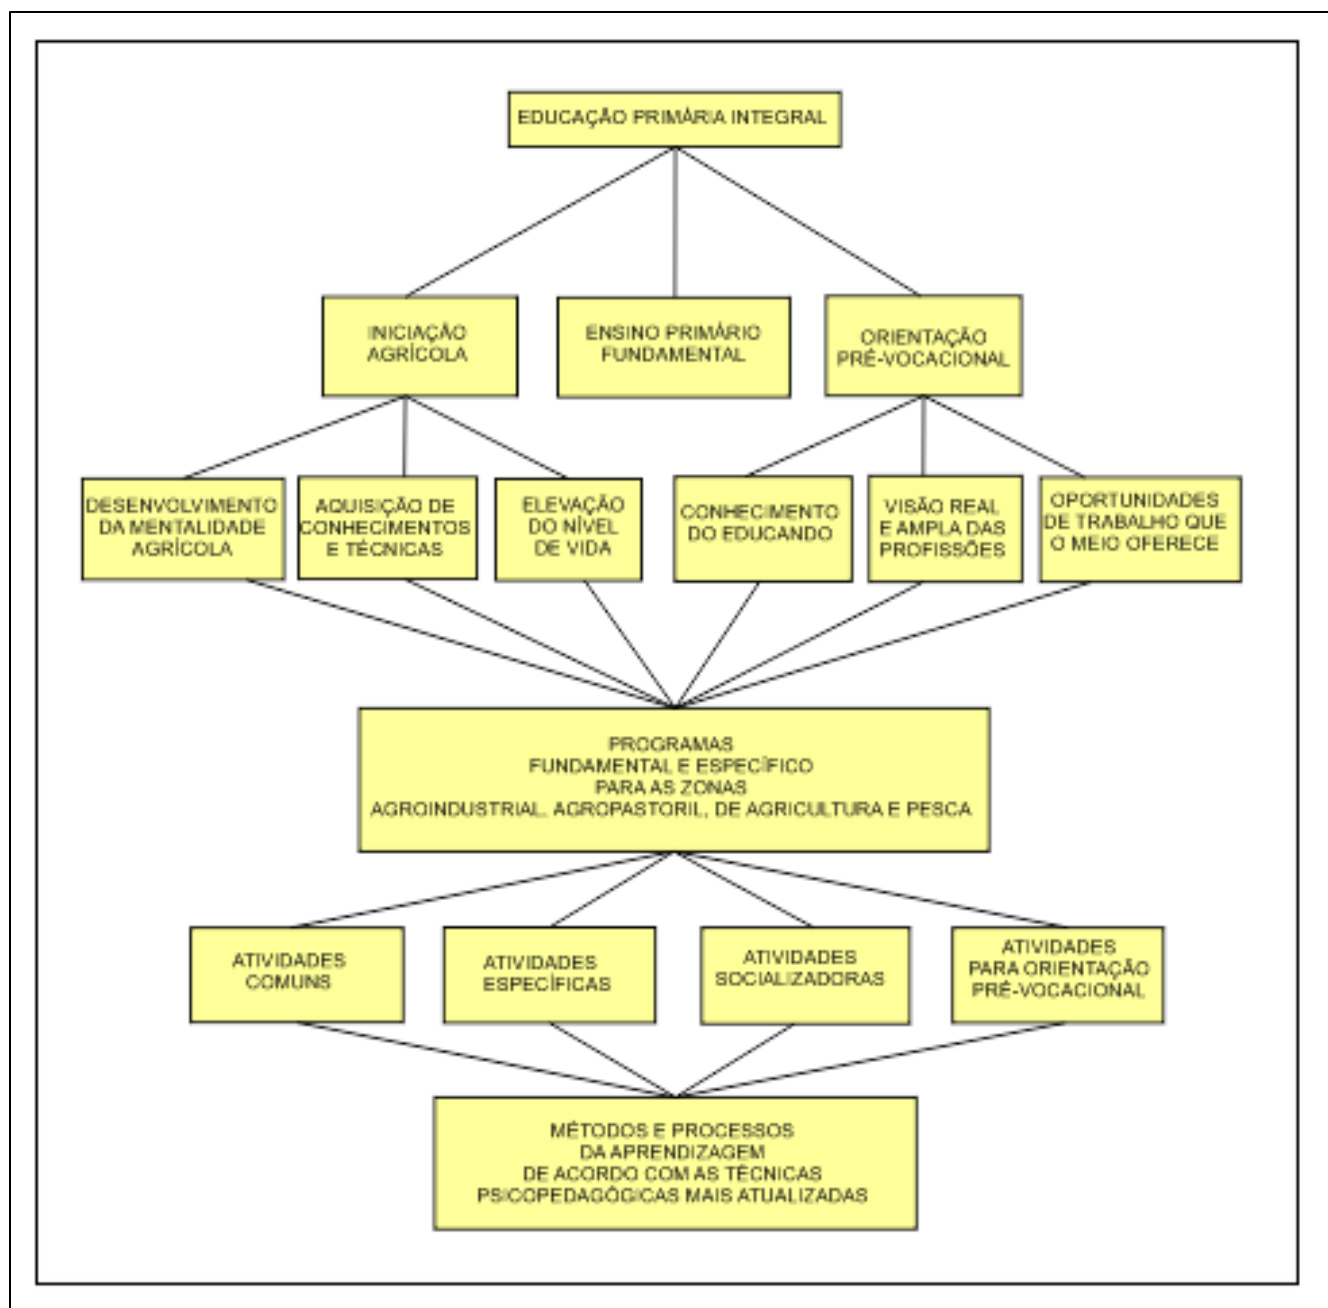 EDUCAÇÃO PRIMÁRIA INTEGRAL
INICIAÇÃO
AGRÍCOLA
ENSINO PRIMÁRIO
FUNDAMENTAL
ORIENTAÇÃO
PRÉ-VOCACIONAL
DESENVOLVIMENTO
DA MENTALIDADE
AGRÍCOLA
AQUISIÇÃO DE
CONHECIMENTOS
E TÉCNICAS
ELEVAÇÃO
DO NÍVEL
DE VIDA
CONHECIMENTO
DO EDUCANDO
VISÃO REAL
E AMPLA DAS
PROFISSÕES
OPORTUNIDADES
DE TRABALHO QUE
O MEIO OFERECE
PROGRAMAS
FUNDAMENTAL E ESPECÍFICO
PARA AS ZONAS
AGROINDUSTRIAL, AGROPASTORIL, DE AGRICULTURA E PESCA
ATIVIDADES
COMUNS
ATIVIDADES
ESPECÍFICAS
ATIVIDADES
SOCIALIZADORAS
ATIVIDADES
PARA ORIENTAÇÃO
PRÉ-VOCACIONAL
MÉTODOS E PROCESSOS
DA APRENDIZAGEM
DE ACORDO COM AS TÉCNICAS
PSICOPEDAGÓGICAS MAIS ATUALIZADAS